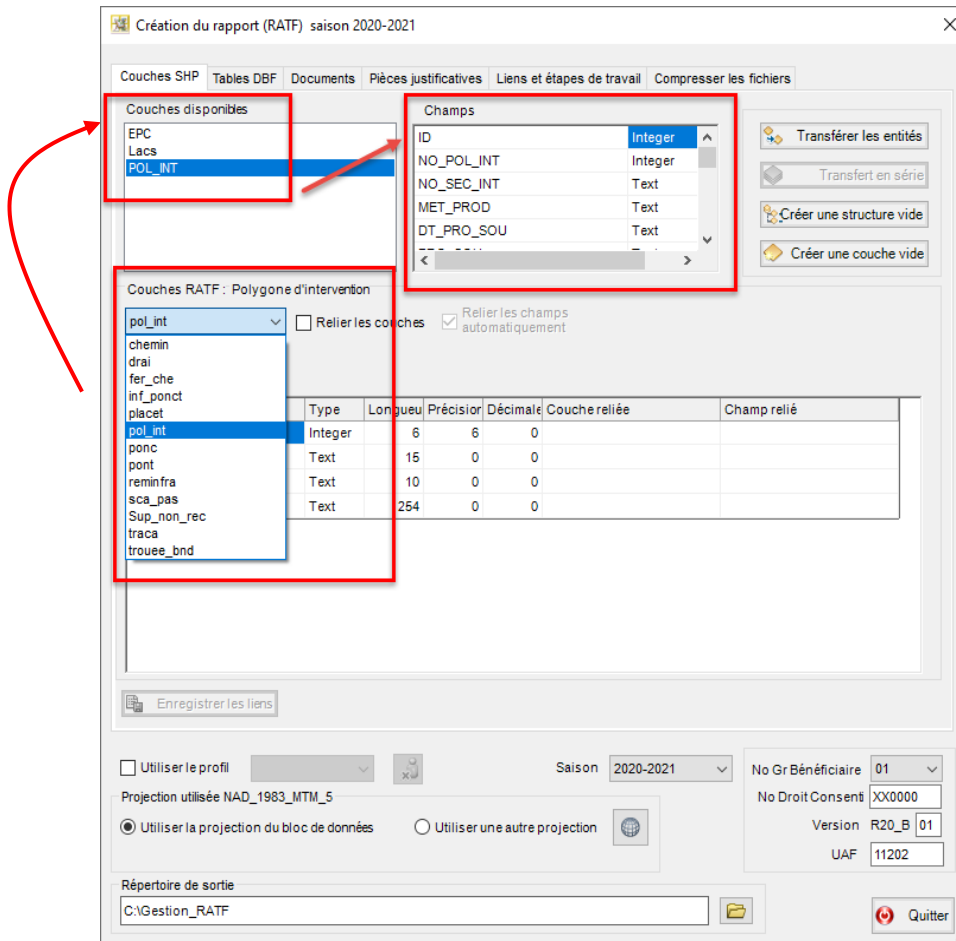 Création du rapport (RATF) saison 2020-2021
Couches SHP Tables DBF Documents Pièces justificatives Liens et étapes de travail Compresser les fichiers
Couches disponibles
EPC
Lacs
POL_INT
Champs
ID Integer
NO_POL_INT Integer
NO_SEC_INT Text
MET_PROD Text
DT_PRO_SOU Text
Transférer les entités
Transfert en série
Créer une structure vide
Créer une couche vide
Couches RATF : Polygone d'intervention
pol_int
Relier les couches
Relier les champs
automatiquement
chemin
drai
fer_che
inf_ponct
placet
pol_int
ponc
pont
reminfra
sca_pas
Sup_non_rec
traca
trouee_bnd
Type Longueu Précision Décimale Couche reliée Champ relié
Integer 6 6 0
Text 15 0 0
Text 10 0 0
Text 254 0 0
Enregistrer les liens
Utiliser le profil
Saison 2020-2021
Projection utilisée NAD_1983_MTM_5
Utiliser la projection du bloc de données
Utiliser une autre projection
No Gr Bénéficiaire 01
No Droit Consenti XX0000
Version R20_B 01
UAF 11202
Répertoire de sortie
C:\Gestion_RATF
Quitter